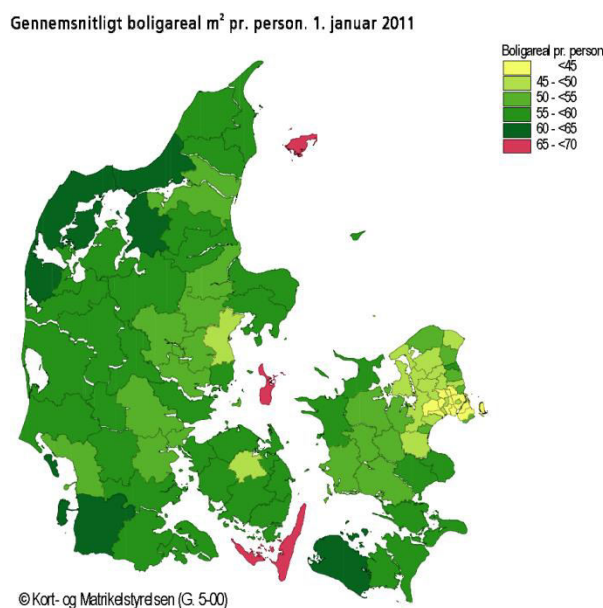 Gennemsnitligt boligareal m² pr. person. 1. januar 2011
Boligareal pr. person
<45
45 - <50
50 - <55
55 - <60
60 - <65
65 - <70
© Kort- og Matrikelstyrelsen (G. 5-00)